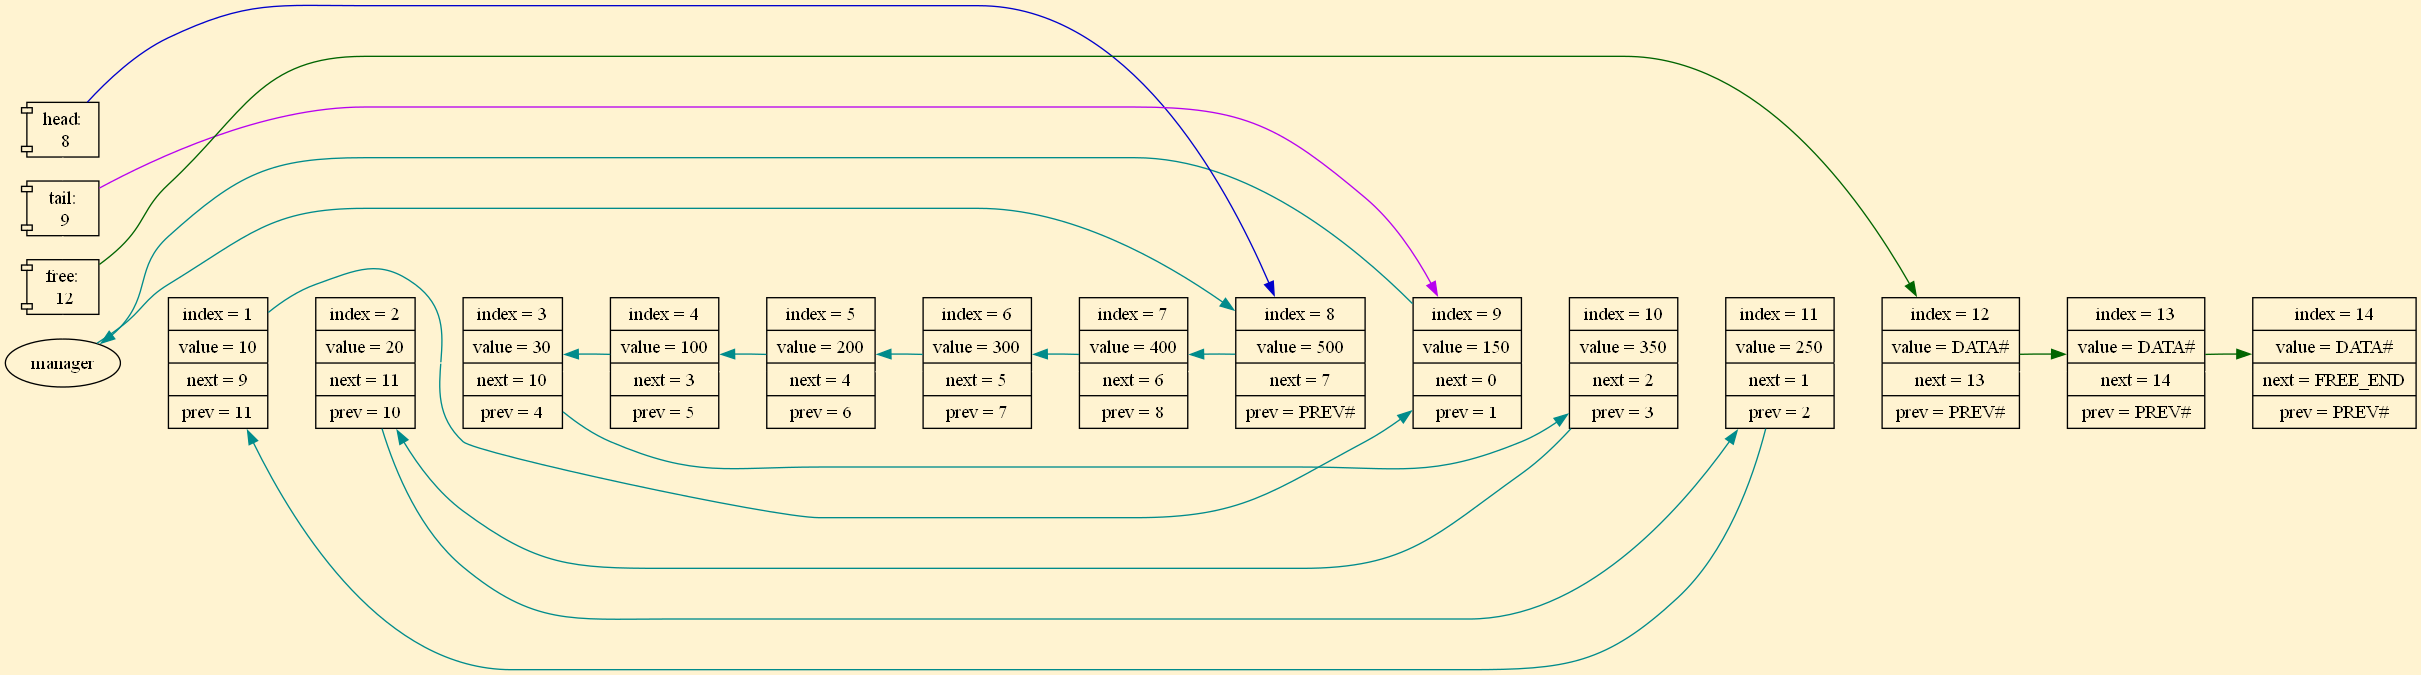 head:
8
tail:
9
free:
12
manager
index = 1
value = 10
next = 9
prev = 11
index = 2
value = 20
next = 11
prev = 10
index = 3
value = 30
next = 10
prev = 4
index = 4
value = 100
next = 3
prev = 5
index = 5
value = 200
next = 4
prev = 6
index = 6
value = 300
next = 5
prev = 7
index = 7
value = 400
next = 6
prev = 8
index = 8
value = 500
next = 7
prev = PREV#
index = 9
value = 150
next = 0
prev = 1
index = 10
value = 350
next = 2
prev = 3
index = 11
value = 250
next = 1
prev = 2
index = 12
value = DATA#
next = 13
prev = PREV#
index = 13
value = DATA#
next = 14
prev = PREV#
index = 14
value = DATA#
next = FREE_END
prev = PREV#